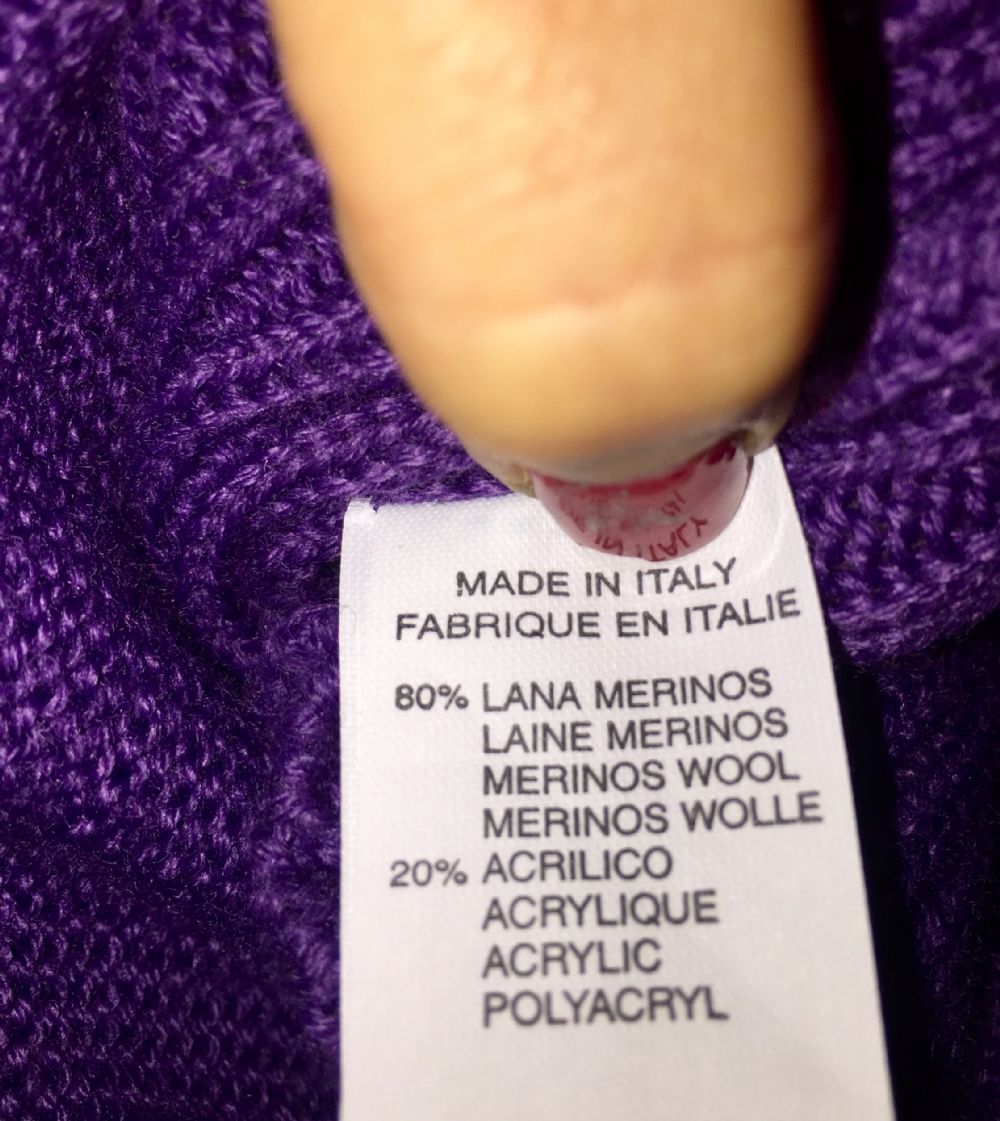 MADE IN ITALY
FABRIQUE EN ITALIE
80% LANA MERINOS
LAINE MERINOS
MERINOS WOOL
MERINOS WOLLE
20% ACRILICO
ACRYLIQUE
ACRYLIC
POLYACRYL